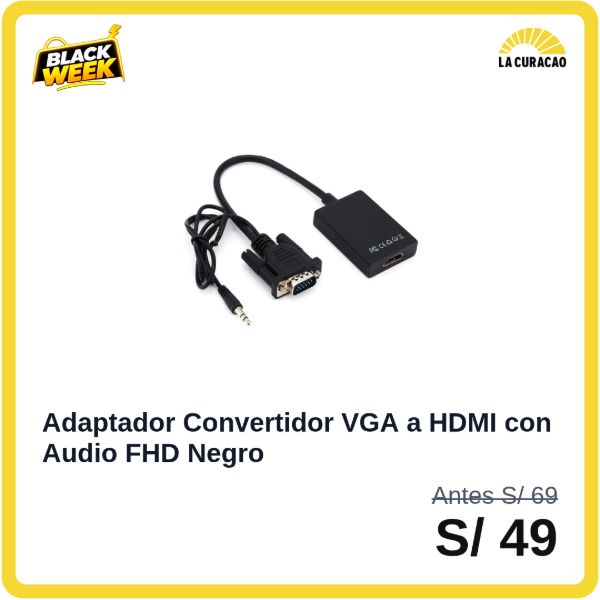 BLACK
WEEK
LA CURACAO
Adaptador Convertidor VGA a HDMI con
Audio FHD Negro
Antes S/ 69
S/ 49